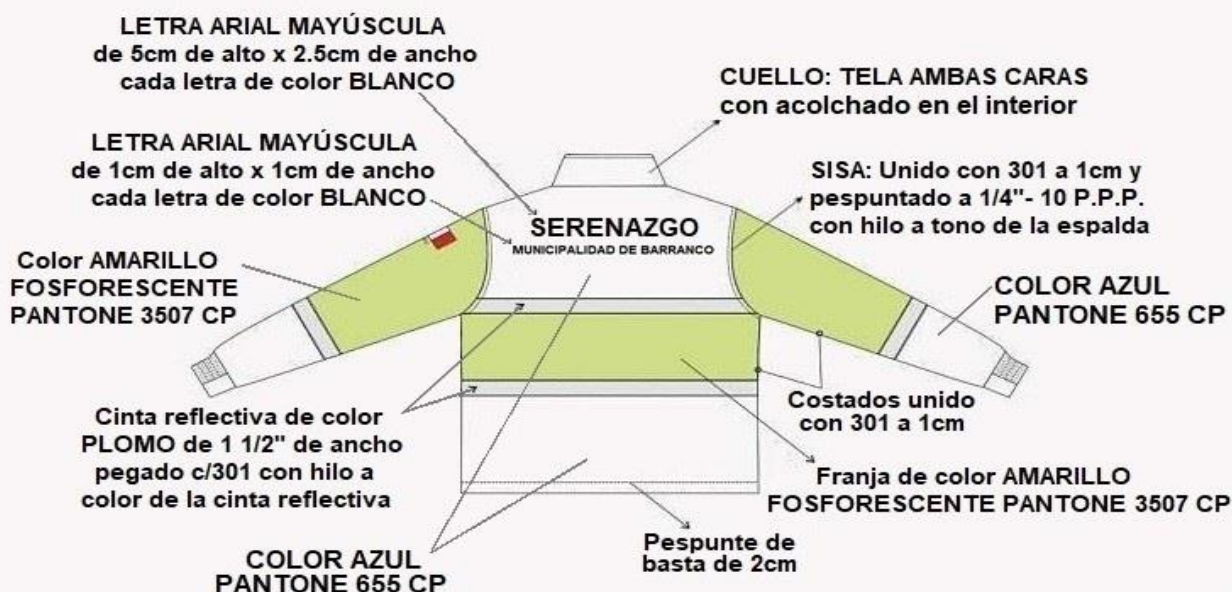 LETRA ARIAL MAYÚSCULA
de 5cm de alto x 2.5cm de ancho
cada letra de color BLANCO
CUELLO: TELA AMBAS CARAS
con acolchado en el interior
LETRA ARIAL MAYÚSCULA
de 1cm de alto x 1cm de ancho
cada letra de color BLANCO
SISA: Unido con 301 a 1cm y
pespuntado a 1/4"- 10 P.P.P.
con hilo a tono de la espalda
SERENAZGO
MUNICIPALIDAD DE BARRANCO
Color AMARILLO
FOSFORESCENTE
PANTONE 3507 CP
COLOR AZUL
PANTONE 655 CP
Cinta reflectiva de color
PLOMO de 1 1/2" de ancho
pegado c/301 con hilo a
color de la cinta reflectiva
Costados unido
con 301 a 1cm
Franja de color AMARILLO
FOSFORESCENTE PANTONE 3507 CP
COLOR AZUL
PANTONE 655 CP
Pespunte de
basta de 2cm